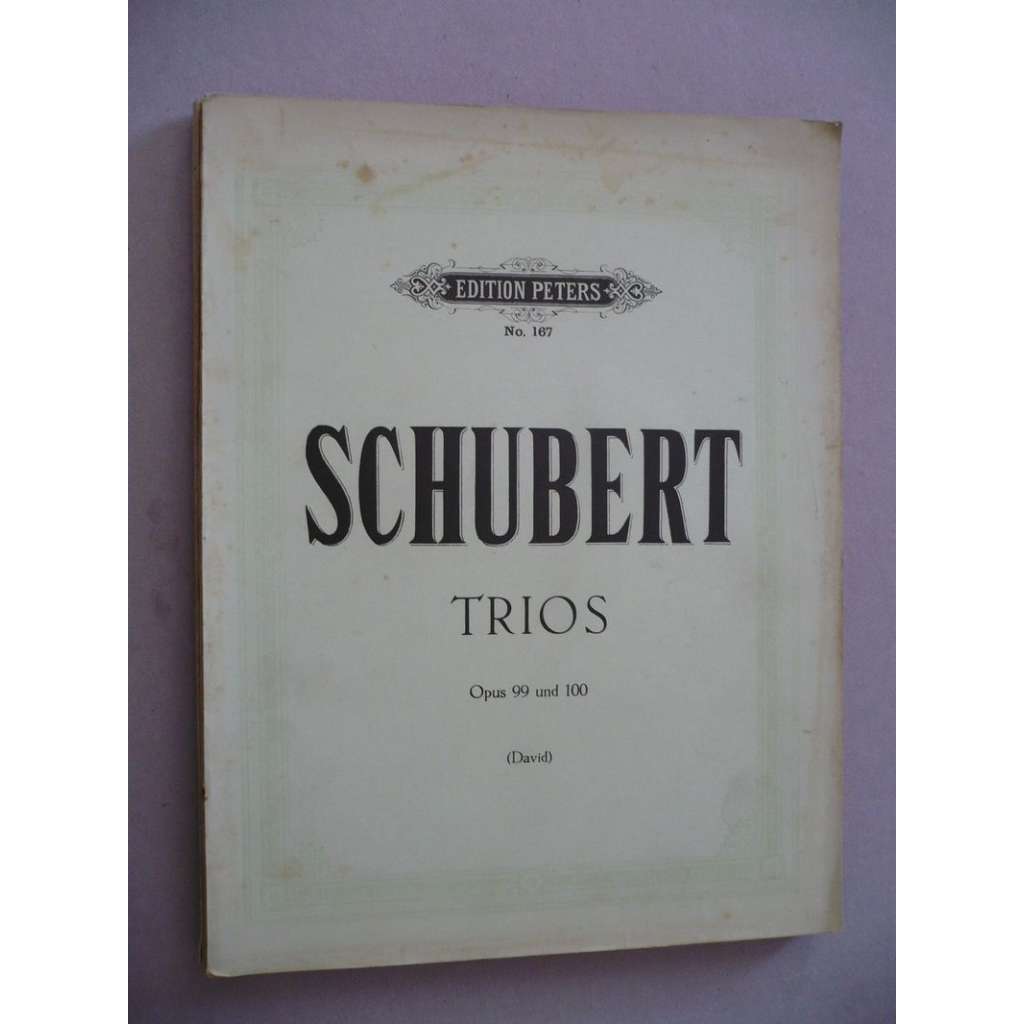 EDITION PETERS
No. 167
SCHUBERT
TRIOS
Opus 99 und 100
(David)